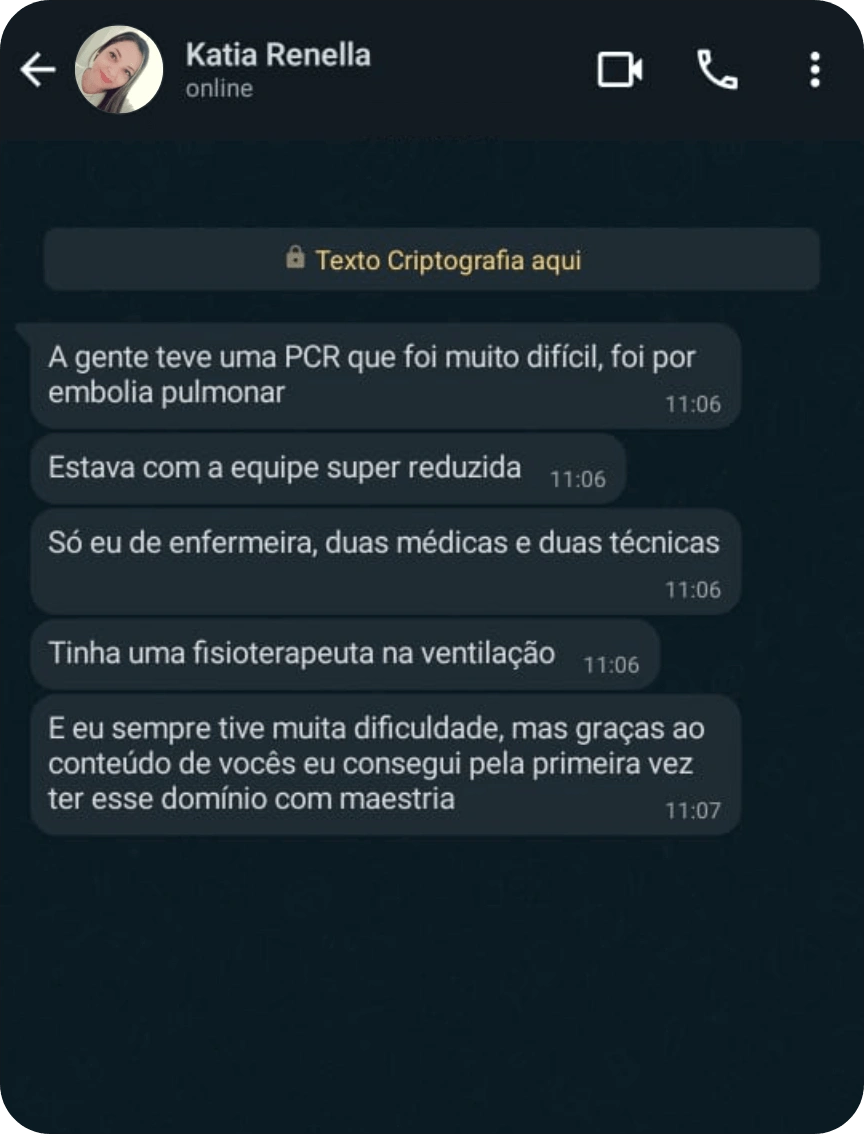 Katia Renella
online
Texto Criptografia aqui
A gente teve uma PCR que foi muito difícil, foi por
embolia pulmonar
11:06
Estava com a equipe super reduzida 11:06
Só eu de enfermeira, duas médicas e duas técnicas
11:06
Tinha uma fisioterapeuta na ventilação 11:06
E eu sempre tive muita dificuldade, mas graças ao
conteúdo de vocês eu consegui pela primeira vez
ter esse domínio com maestria
11:07